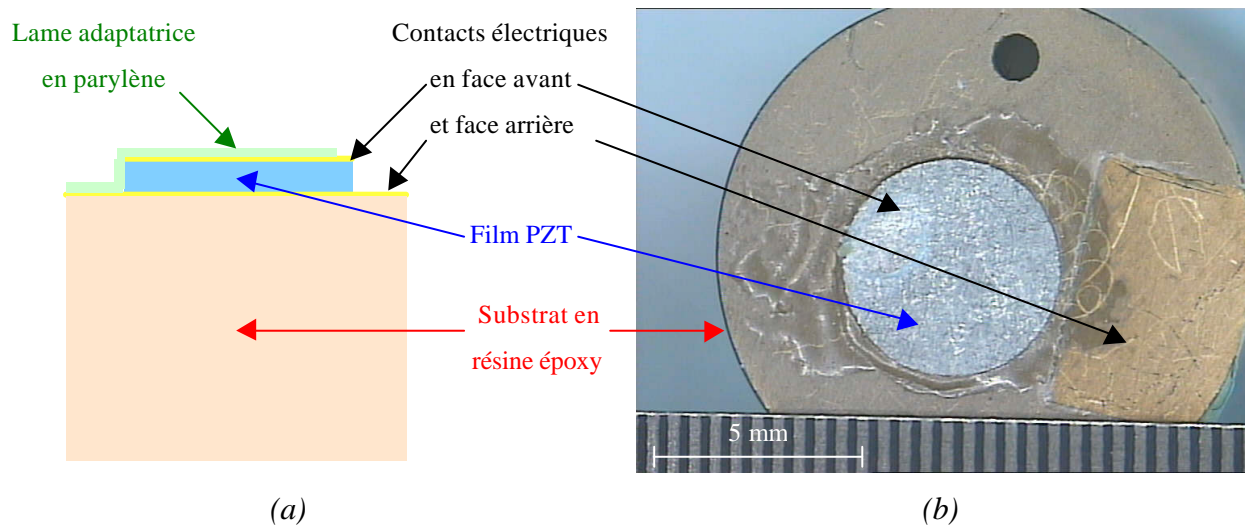 Lame adaptatrice
en parylène
Contacts électriques
en face avant
et face arrière
Film PZT
Substrat en
résine époxy
5 mm
(a)
(b)